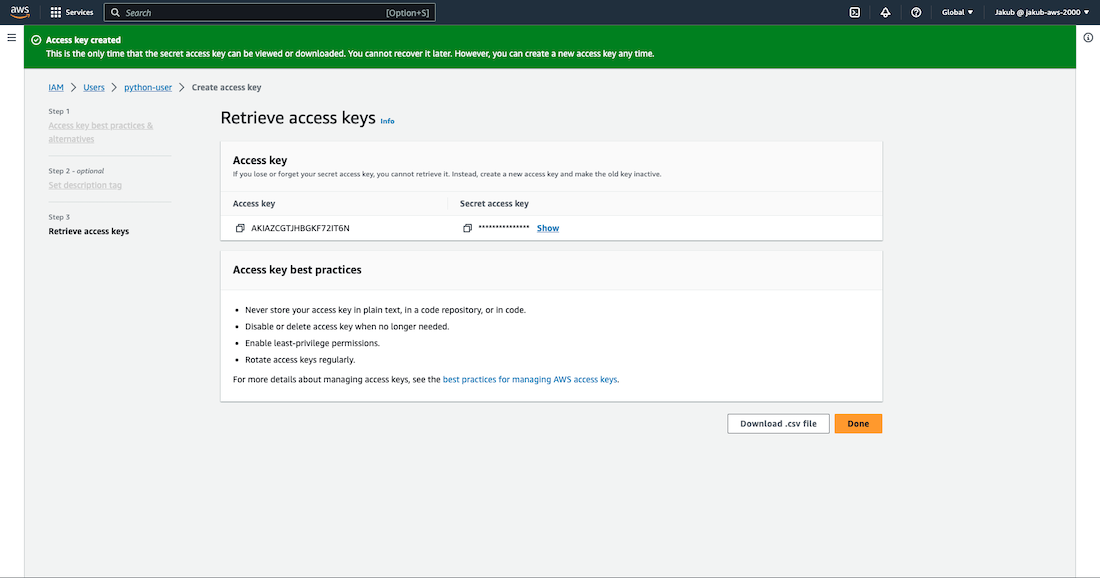 aws
Services
Search [Option+S]
Global
Jakub @ jakub-aws-2000
Access key created
This is the only time that the secret access key can be viewed or downloaded. You cannot recover it later. However, you can create a new access key any time.
IAM
Users
python-user
Create access key
Step 1
Access key best practices &
alternatives
Step 2 - optional
Set description tag
Step 3
Retrieve access keys
Retrieve access keys Info
Access key
If you lose or forget your secret access key, you cannot retrieve it. Instead, create a new access key and make the old key inactive.
Access key
Secret access key
AKIAZCGTJHBGKF72IT6N
*************** Show
Access key best practices
• Never store your access key in plain text, in a code repository, or in code.
• Disable or delete access key when no longer needed.
• Enable least-privilege permissions.
• Rotate access keys regularly.
For more details about managing access keys, see the best practices for managing AWS access keys.
Download .csv file
Done